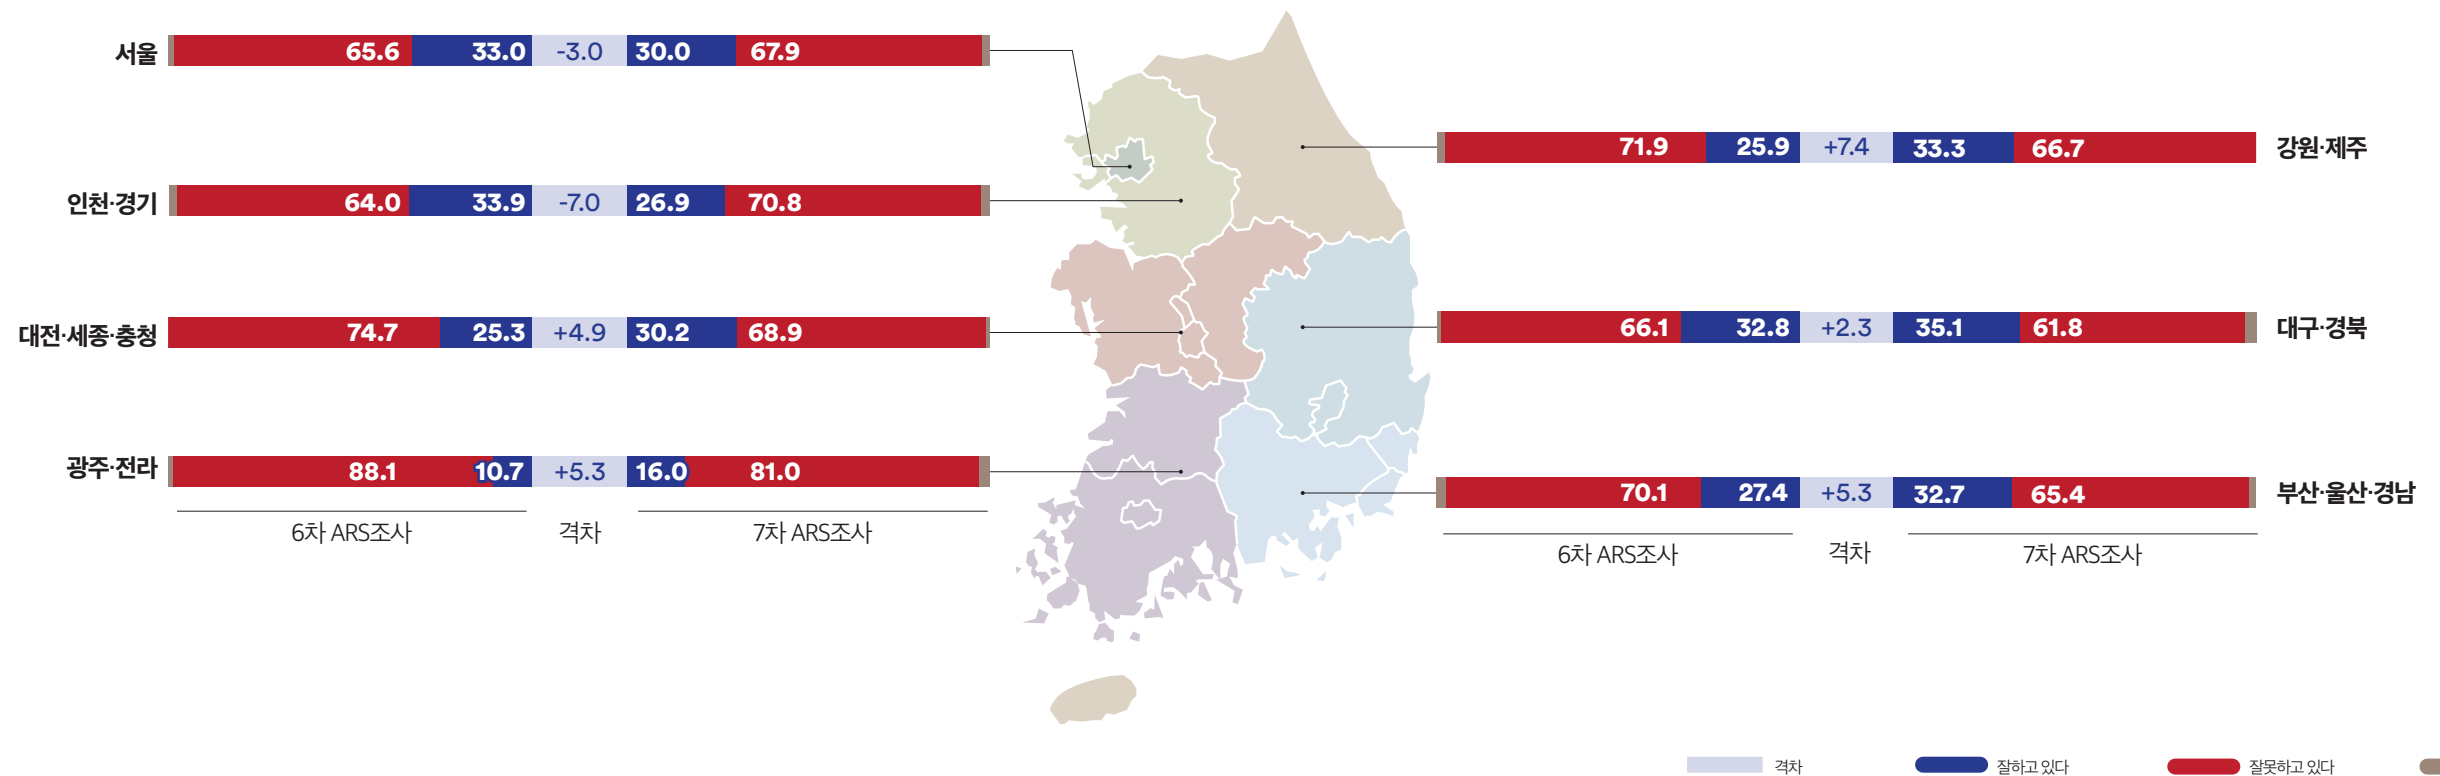 서울 65.6 33.0 -3.0 30.0 67.9
인천·경기 64.0 33.9 -7.0 26.9 70.8
대전·세종·충청 74.7 25.3 +4.9 30.2 68.9
광주·전라 88.1 10.7 +5.3 16.0 81.0
6차 ARS조사 격차 7차 ARS조사
71.9 25.9 +7.4 33.3 66.7 강원·제주
66.1 32.8 +2.3 35.1 61.8 대구·경북
70.1 27.4 +5.3 32.7 65.4 부산·울산·경남
6차 ARS조사 격차 7차 ARS조사
격차 잘하고 있다 잘못하고 있다